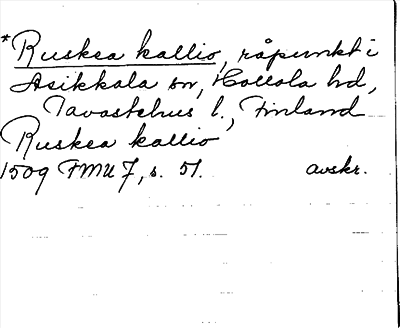 *Ruskea kallio, råpunkt i
Asikkala sn, Hollola hd,
Tavastehus l., Finland
Ruskea kallio
1509 FMU 7, s. 51. avskr.